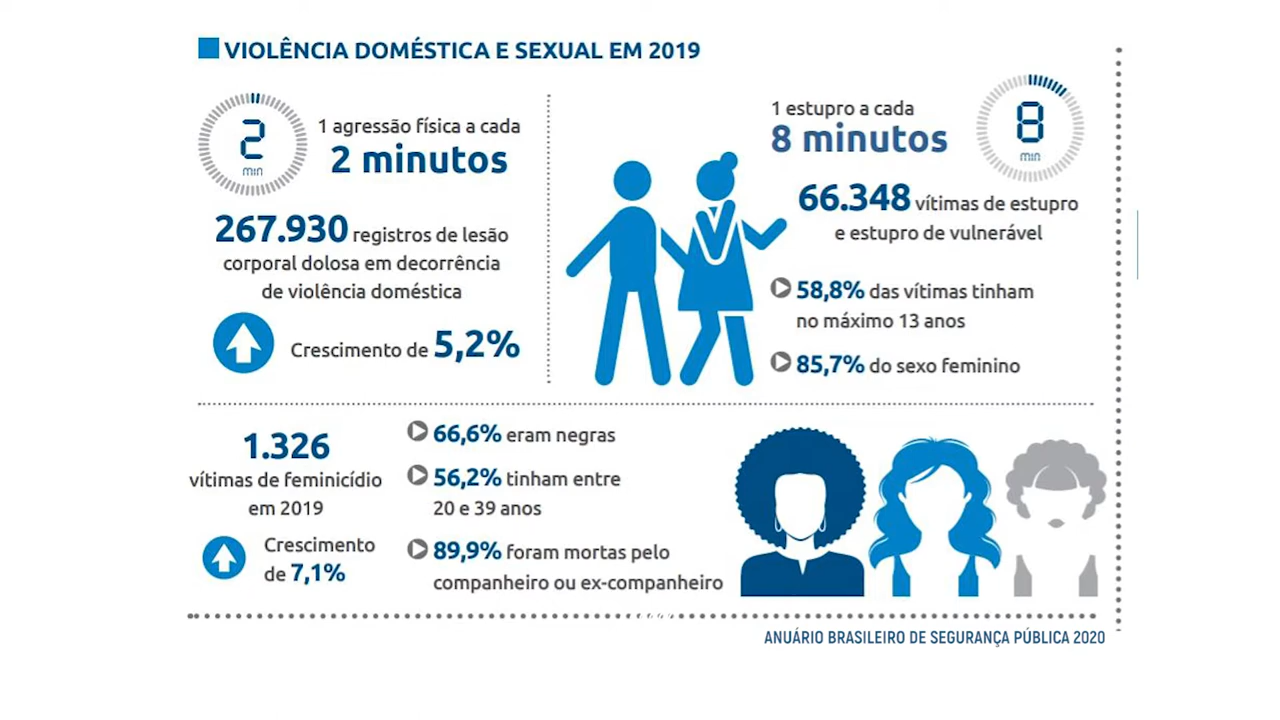 VIOLÊNCIA DOMÉSTICA E SEXUAL EM 2019
2
min
1 agressão física a cada
2 minutos
267.930 registros de lesão
corporal dolosa em decorrência
de violência doméstica
Crescimento de 5,2%
1 estupro a cada
8 minutos
8
min
66.348 vítimas de estupro
e estupro de vulnerável
58,8% das vítimas tinham
no máximo 13 anos
85,7% do sexo feminino
1.326
vítimas de feminicídio
em 2019
Crescimento
de 7,1%
66,6% eram negras
56,2% tinham entre
20 e 39 anos
89,9% foram mortas pelo
companheiro ou ex-companheiro
ANUÁRIO BRASILEIRO DE SEGURANÇA PÚBLICA 2020